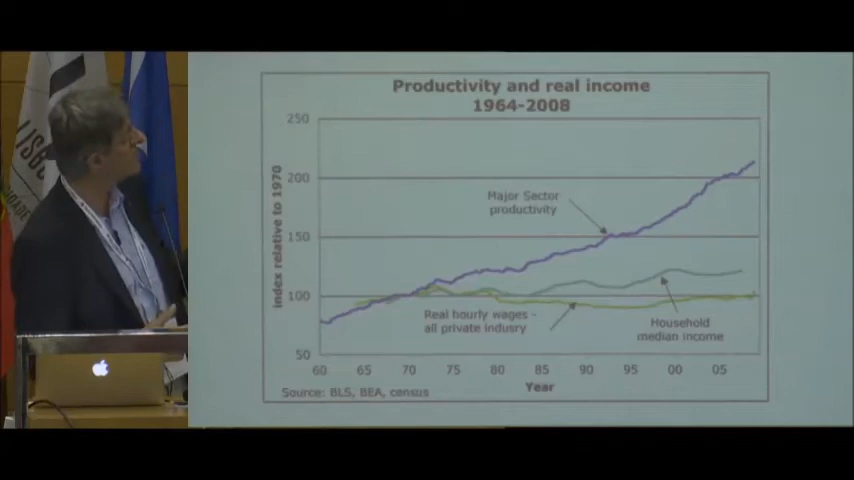 Productivity and real income
1964-2008
250
200
150
100
50
index relative to 1970
Major Sector
productivity
Real hourly wages -
all private indusry
Household
median income
60 65 70 75 80 85 90 95 00 05
Year
Source: BLS, BEA, census
LISB